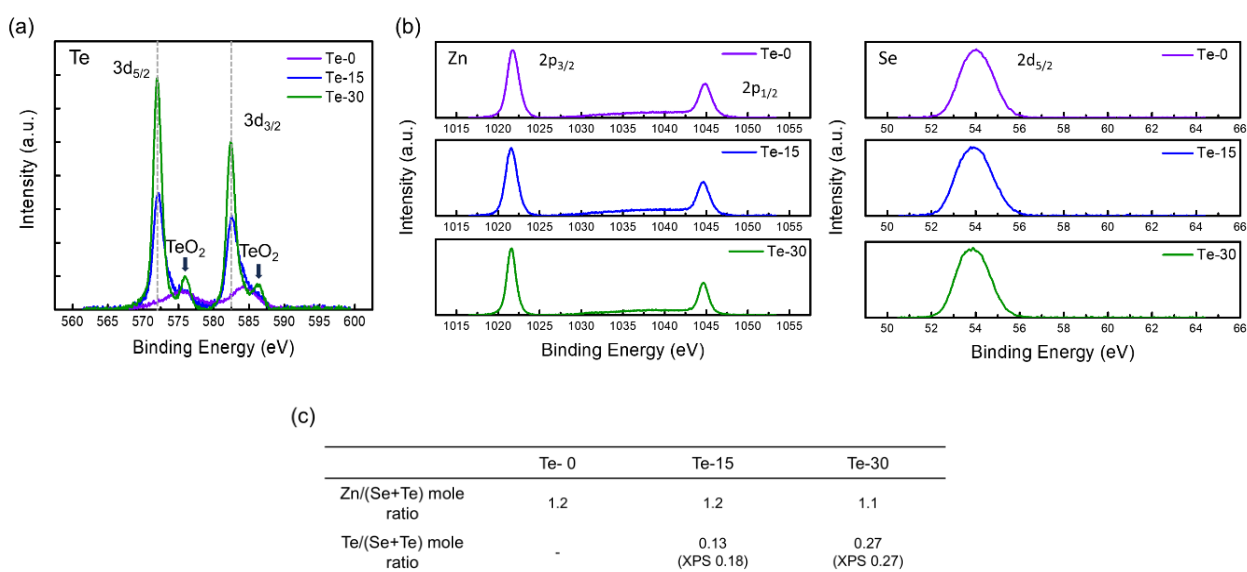 (a)
Te
3d5/2
3d3/2
TeO2
TeO2
Te-0
Te-15
Te-30
Intensity (a.u.)
560 565 570 575 580 585 590 595 600
Binding Energy (eV)
(b)
Zn
2p3/2
2p1/2
Te-0
1015 1020 1025 1030 1035 1040 1045 1050 1055
Te-15
1015 1020 1025 1030 1035 1040 1045 1050 1055
Te-30
1015 1020 1025 1030 1035 1040 1045 1050 1055
Intensity (a.u.)
Binding Energy (eV)
Se
2d5/2
Te-0
50 52 54 56 58 60 62 64 66
Te-15
50 52 54 56 58 60 62 64 66
Te-30
50 52 54 56 58 60 62 64 66
Intensity (a.u.)
Binding Energy (eV)
(c)
Te- 0 Te-15 Te-30
Zn/(Se+Te) mole
ratio
1.2 1.2 1.1
Te/(Se+Te) mole
ratio
- 0.13 0.27
(XPS 0.18) (XPS 0.27)